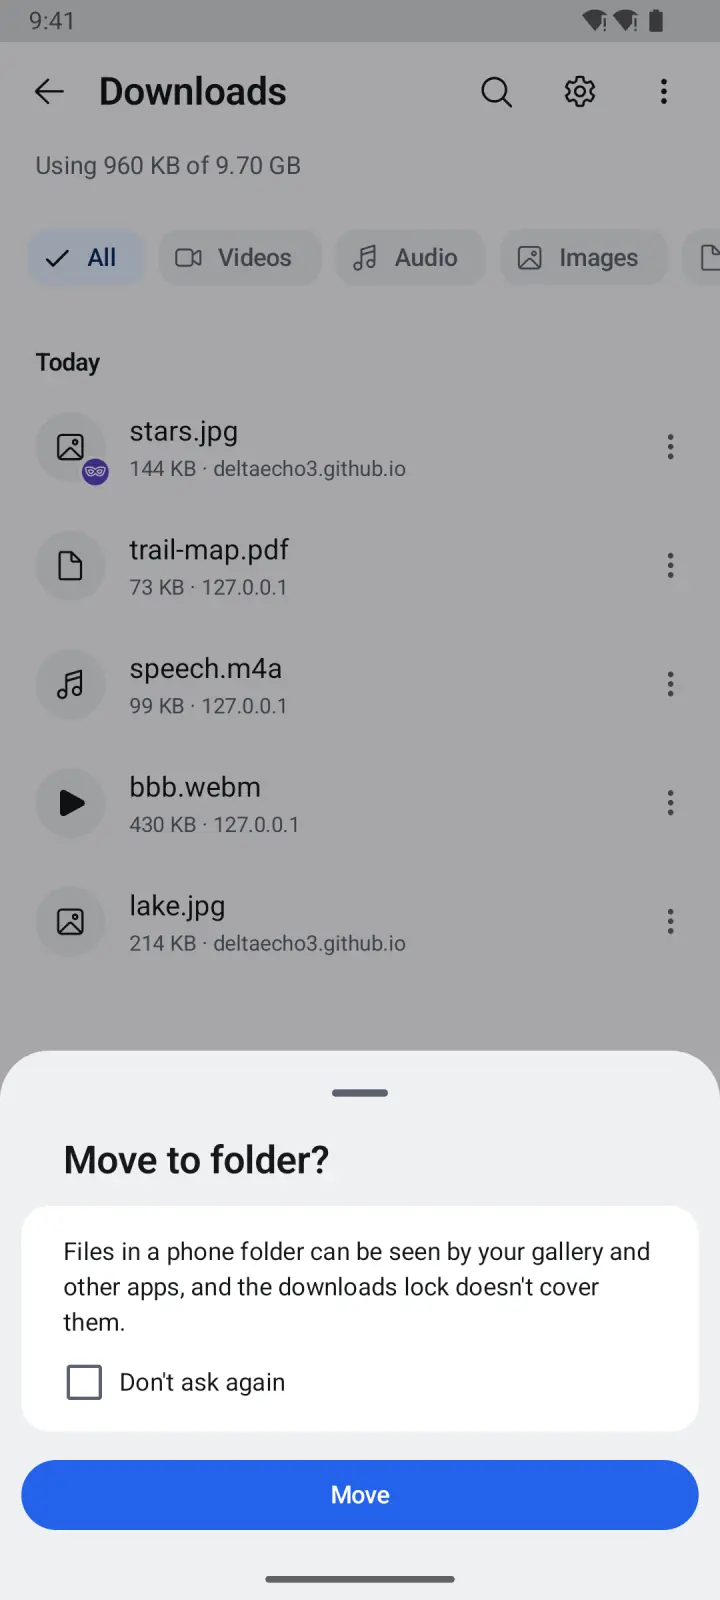 9:41
Downloads
Using 960 KB of 9.70 GB
All
Videos
Audio
Images
Today
stars.jpg
144 KB · deltaecho3.github.io
trail-map.pdf
73 KB · 127.0.0.1
speech.m4a
99 KB · 127.0.0.1
bbb.webm
430 KB · 127.0.0.1
lake.jpg
214 KB · deltaecho3.github.io
Move to folder?
Files in a phone folder can be seen by your gallery and
other apps, and the downloads lock doesn't cover
them.
Don't ask again
Move